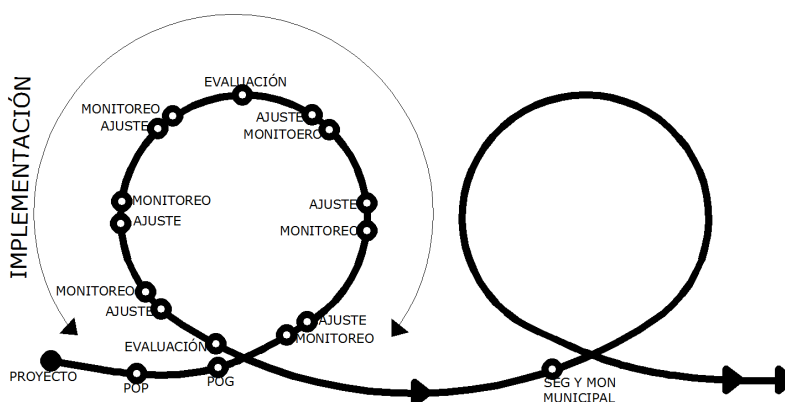 EVALUACIÓN
MONITOREO
AJUSTE
AJUSTE
MONITOERO
IMPLEMENTACIÓN
MONITOREO
AJUSTE
AJUSTE
MONITOREO
MONITOREO
AJUSTE
AJUSTE
MONITOREO
EVALUACIÓN
PROYECTO
POP
POG
SEG Y MON
MUNICIPAL